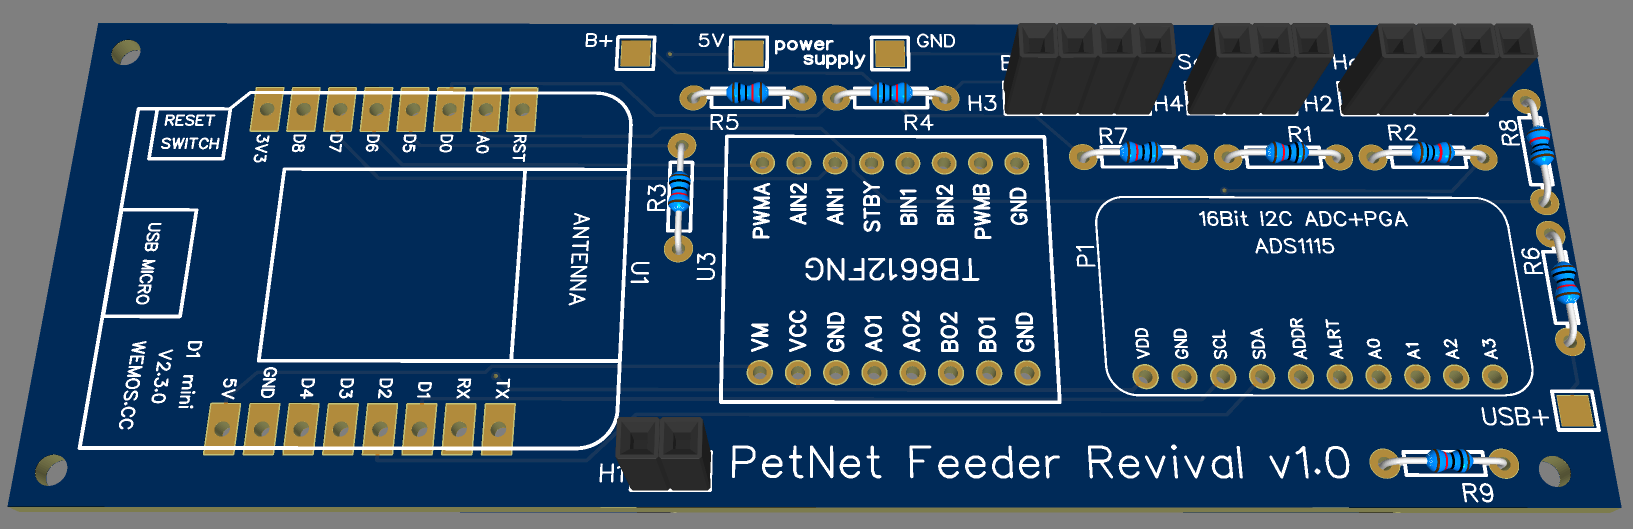 B+
5V
power
supply
GND
H3
H4
H2
RESET
SWITCH
3V3
D8
D7
D6
D5
D0
A0
RST
R5
R4
R7
R1
R2
R8
R3
PWMA
AIN2
AIN1
STBY
BIN1
BIN2
PWMB
GND
16Bit I2C ADC+PGA
ADS1115
P1
USB MICRO
ANTENNA
U1
U3
TB6612FNG
R6
VM
VCC
GND
AO1
AO2
BO2
BO1
GND
VDD
GND
SCL
SDA
ADDR
ALRT
A0
A1
A2
A3
D1 mini
V2.3.0
WEMOS.CC
5V
GND
D4
D3
D2
D1
RX
TX
USB+
H1
PetNet Feeder Revival v1.0
R9